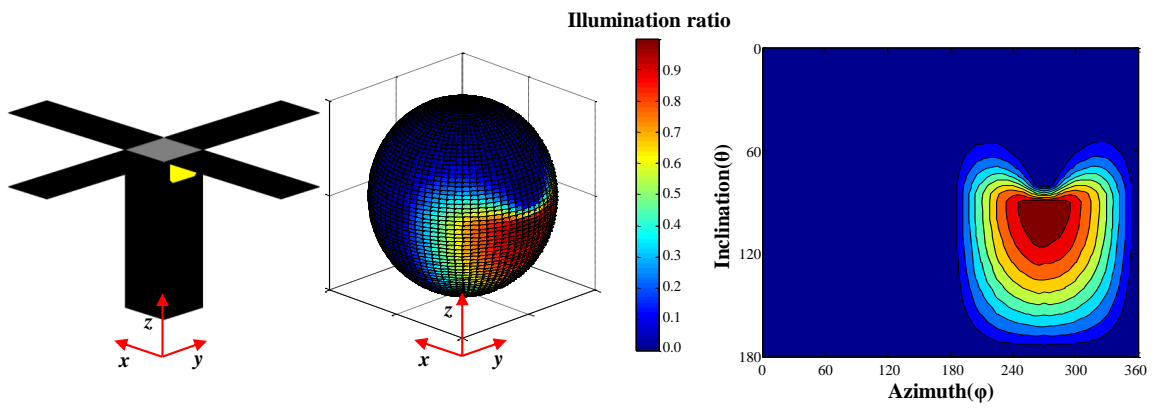 Illumination ratio
z
x
y
z
x
y
0.9
0.8
0.7
0.6
0.5
0.4
0.3
0.2
0.1
0.0
Inclination(θ)
0
60
120
180
0
60
120
180
240
300
360
Azimuth(φ)